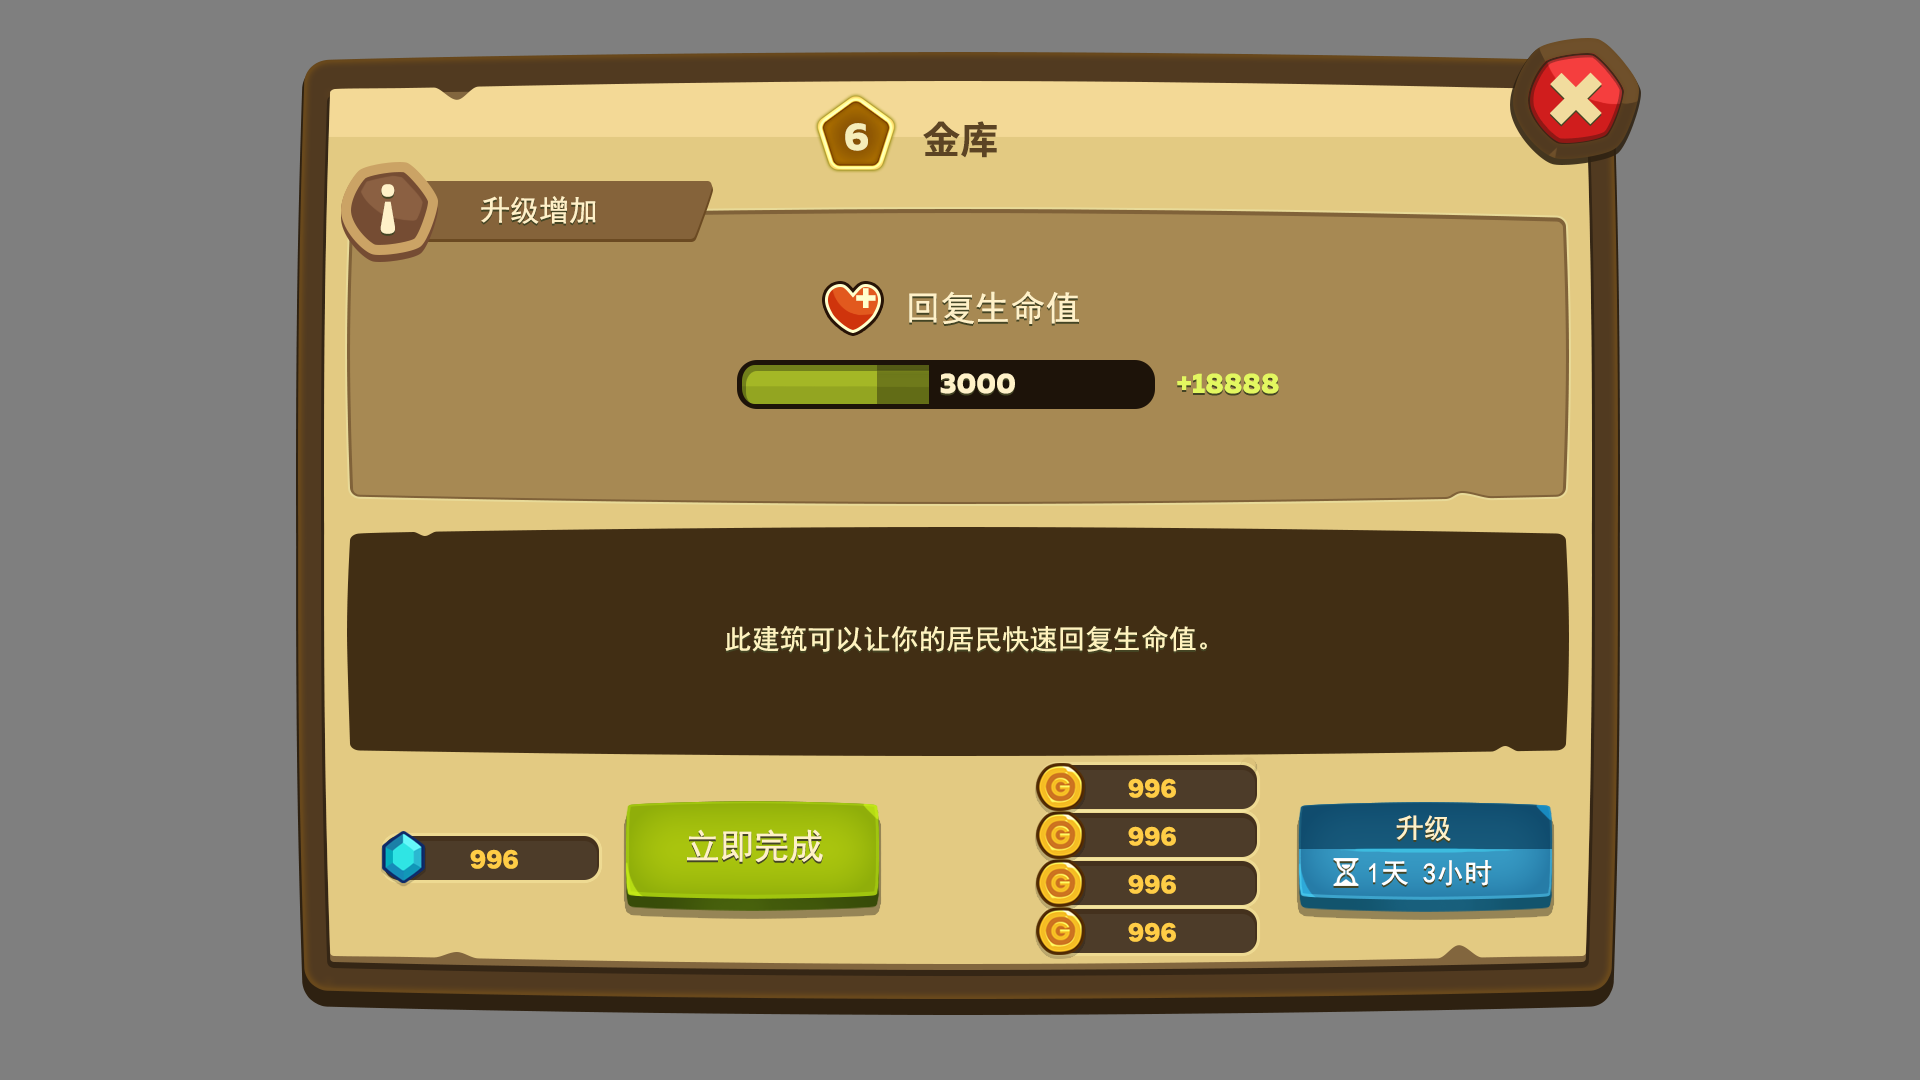 6 金库
升级增加
回复生命值
3000 +18888
此建筑可以让你的居民快速回复生命值。
996
立即完成
G 996
G 996
G 996
G 996
升级
1天 3小时